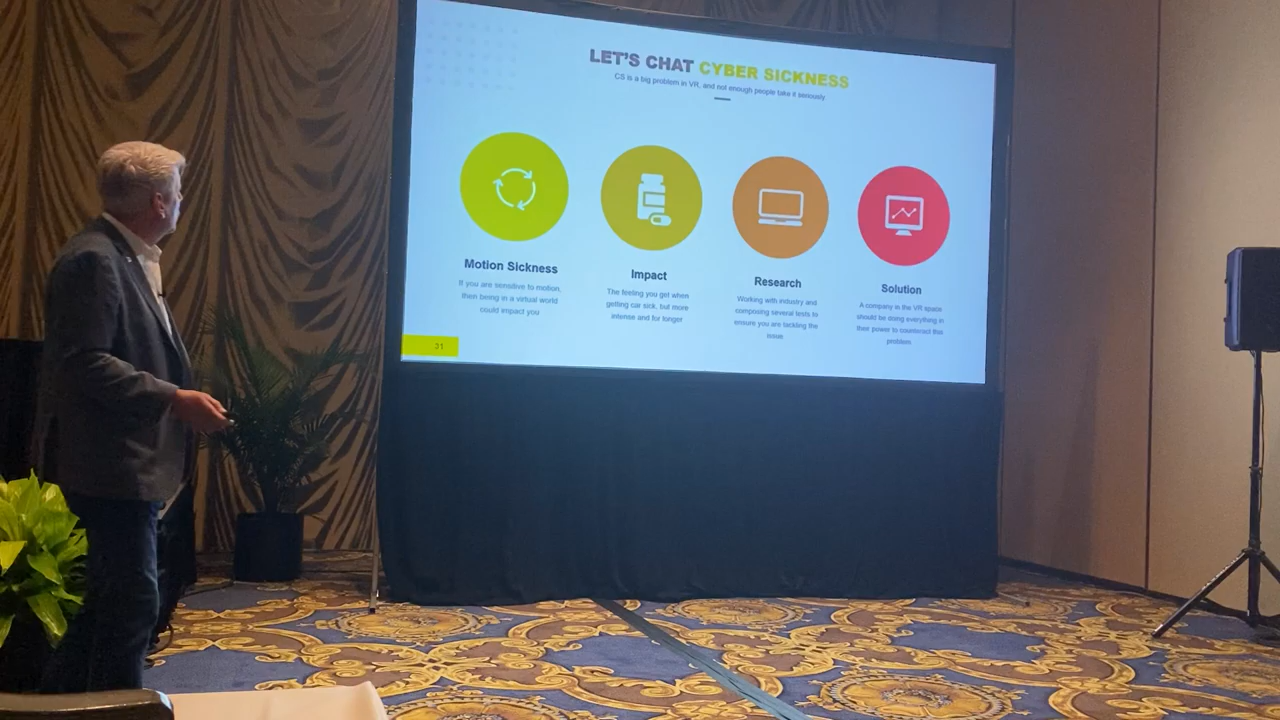 LET'S CHAT CYBER SICKNESS
CS is a big problem in VR, and not enough people take it seriously
Motion Sickness
If you are sensitive to motion,
then being in a virtual world
could impact you
Impact
The feeling you get when
getting car sick, but more
intense and for longer
Research
Working with industry and
composing several tests to
ensure you are tackling the
issue
Solution
A company in the VR space
should be doing everything in
their power to counteract this
problem
31